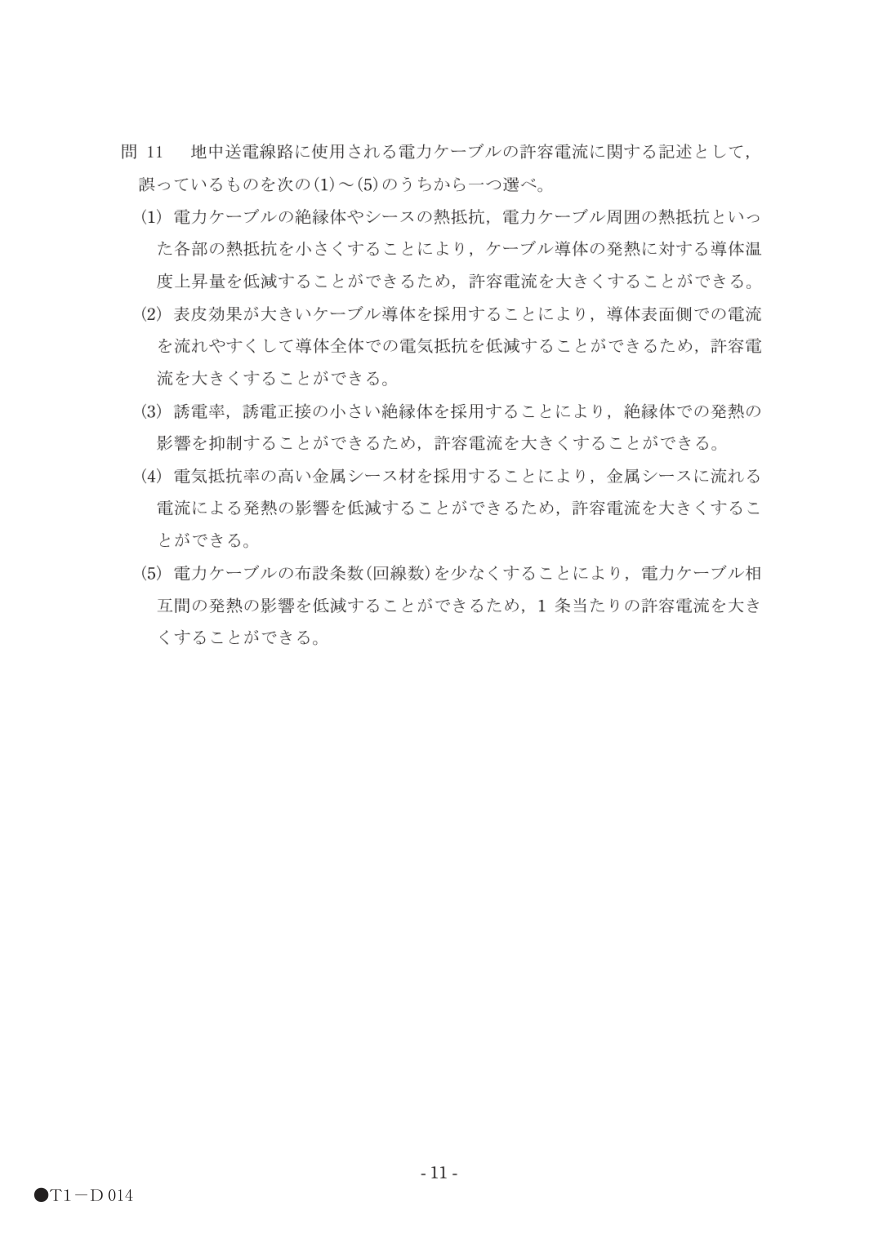 問 11 地中送電線路に使用される電力ケーブルの許容電流に関する記述として，
誤っているものを次の(1)～(5)のうちから一つ選べ。
(1) 電力ケーブルの絶縁体やシースの熱抵抗，電力ケーブル周囲の熱抵抗といっ
た各部の熱抵抗を小さくすることにより，ケーブル導体の発熱に対する導体温
度上昇量を低減することができるため，許容電流を大きくすることができる。
(2) 表皮効果が大きいケーブル導体を採用することにより，導体表面側での電流
を流れやすくして導体全体での電気抵抗を低減することができるため，許容電
流を大きくすることができる。
(3) 誘電率，誘電正接の小さい絶縁体を採用することにより，絶縁体での発熱の
影響を抑制することができるため，許容電流を大きくすることができる。
(4) 電気抵抗率の高い金属シース材を採用することにより，金属シースに流れる
電流による発熱の影響を低減することができるため，許容電流を大きくするこ
とができる。
(5) 電力ケーブルの布設条数(回線数)を少なくすることにより，電力ケーブル相
互間の発熱の影響を低減することができるため，1 条当たりの許容電流を大き
くすることができる。
- 11 -
●T1－D 014